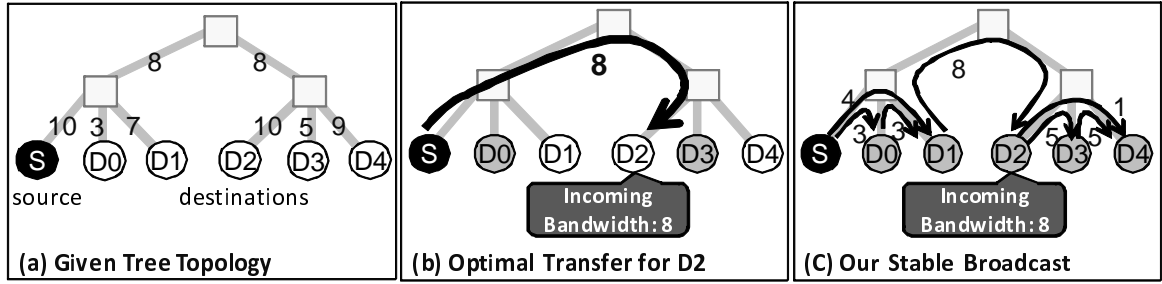 8 8
10 3 7 10 5 9
S D0 D1 D2 D3 D4
source destinations
(a) Given Tree Topology
8
S D0 D1 D2 D3 D4
Incoming
Bandwidth: 8
(b) Optimal Transfer for D2
8
4 1
3 3 5 5
S D0 D1 D2 D3 D4
Incoming
Bandwidth: 8
(C) Our Stable Broadcast